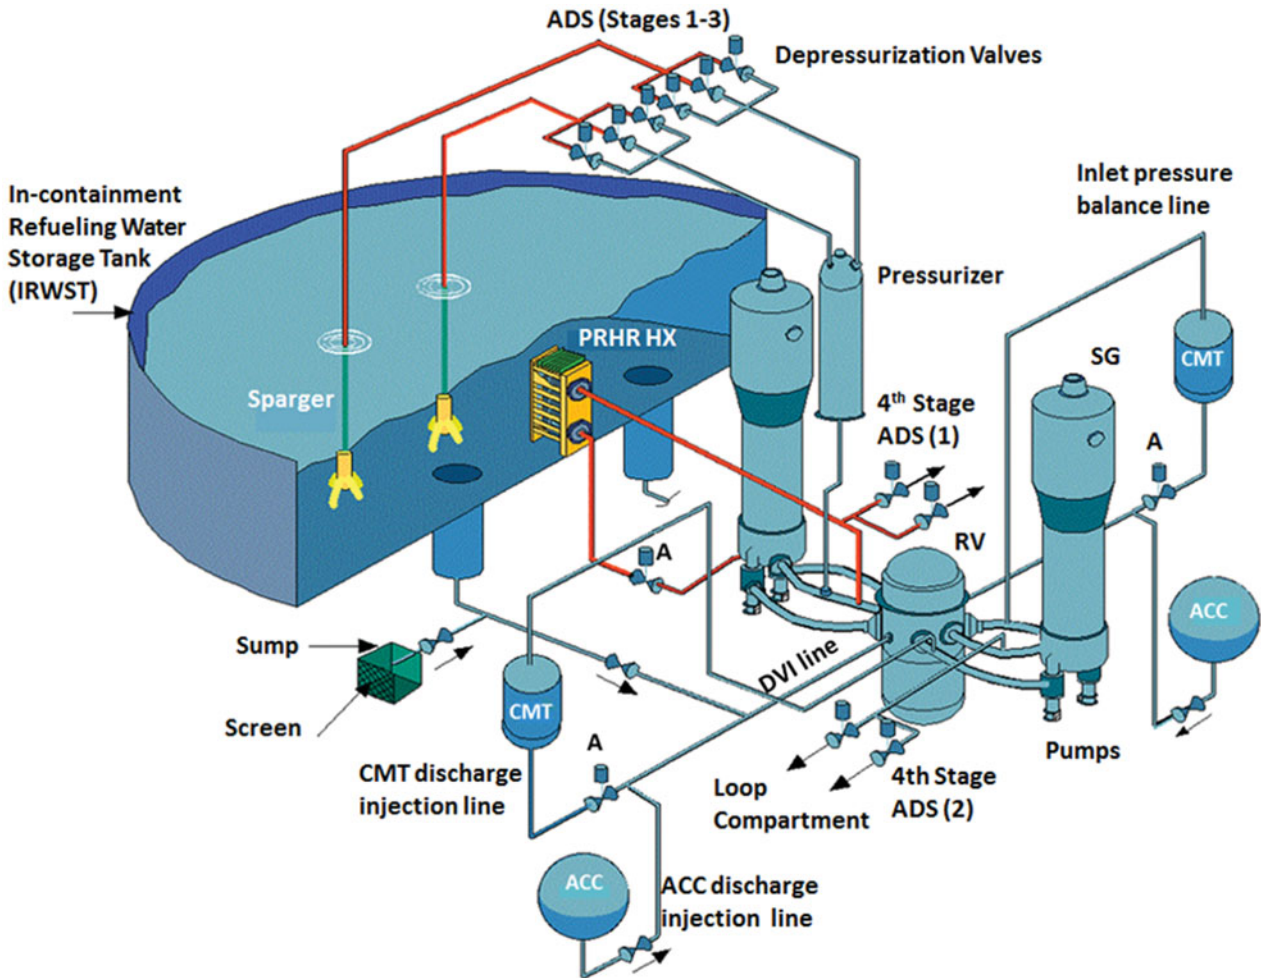 ADS (Stages 1-3)
Depressurization Valves
In-containment
Refueling Water
Storage Tank
(IRWST)
Inlet pressure
balance line
Pressurizer
PRHR HX
SG
CMT
Sparger
4th Stage
ADS (1)
A
RV
A
ACC
Sump
DVI line
Screen
CMT
A
Pumps
CMT discharge
injection line
Loop
Compartment
4th Stage
ADS (2)
ACC
ACC discharge
injection line